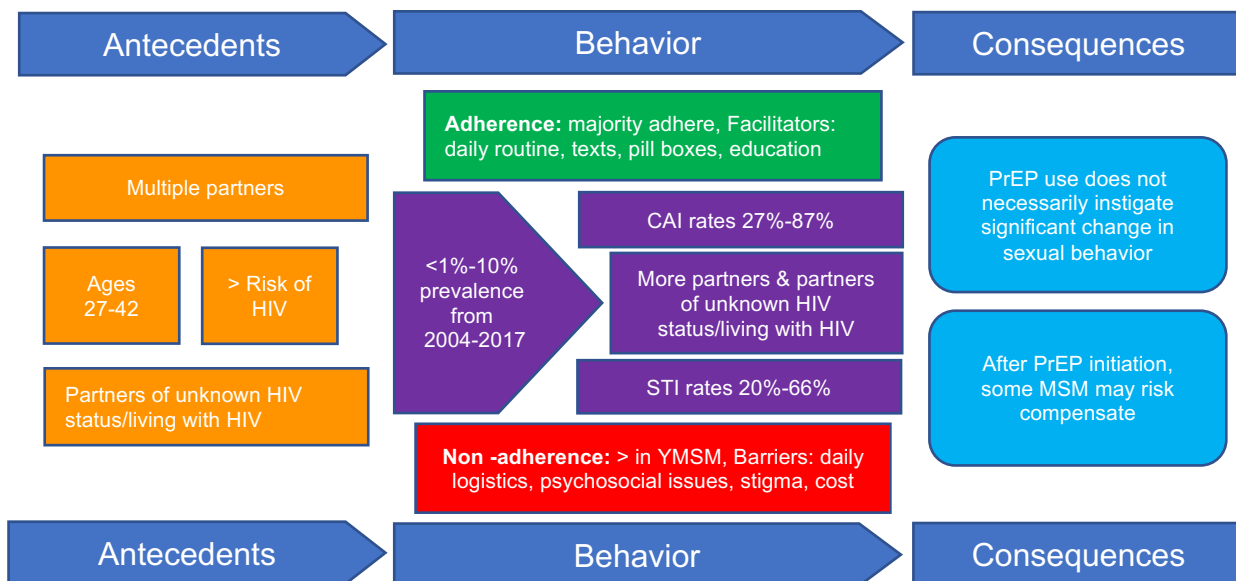 Antecedents
Behavior
Consequences
Adherence: majority adhere, Facilitators:
daily routine, texts, pill boxes, education
Multiple partners
Ages
27-42
> Risk of
HIV
Partners of unknown HIV
status/living with HIV
<1%-10%
prevalence
from
2004-2017
CAI rates 27%-87%
More partners & partners
of unknown HIV
status/living with HIV
STI rates 20%-66%
Non -adherence: > in YMSM, Barriers: daily
logistics, psychosocial issues, stigma, cost
PrEP use does not
necessarily instigate
significant change in
sexual behavior
After PrEP initiation,
some MSM may risk
compensate
Antecedents
Behavior
Consequences